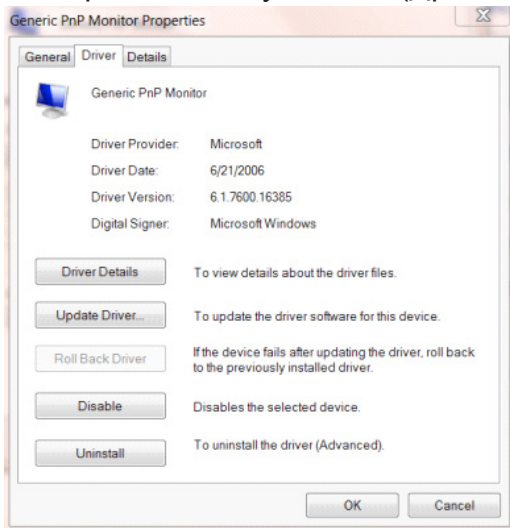 Generic PnP Monitor Properties
General Driver Details
Generic PnP Monitor
Driver Provider: Microsoft
Driver Date: 6/21/2006
Driver Version: 6.1.7600.16385
Digital Signer: Microsoft Windows
Driver Details To view details about the driver files.
Update Driver... To update the driver software for this device.
Roll Back Driver If the device fails after updating the driver, roll back
to the previously installed driver.
Disable Disables the selected device.
Uninstall To uninstall the driver (Advanced).
OK Cancel